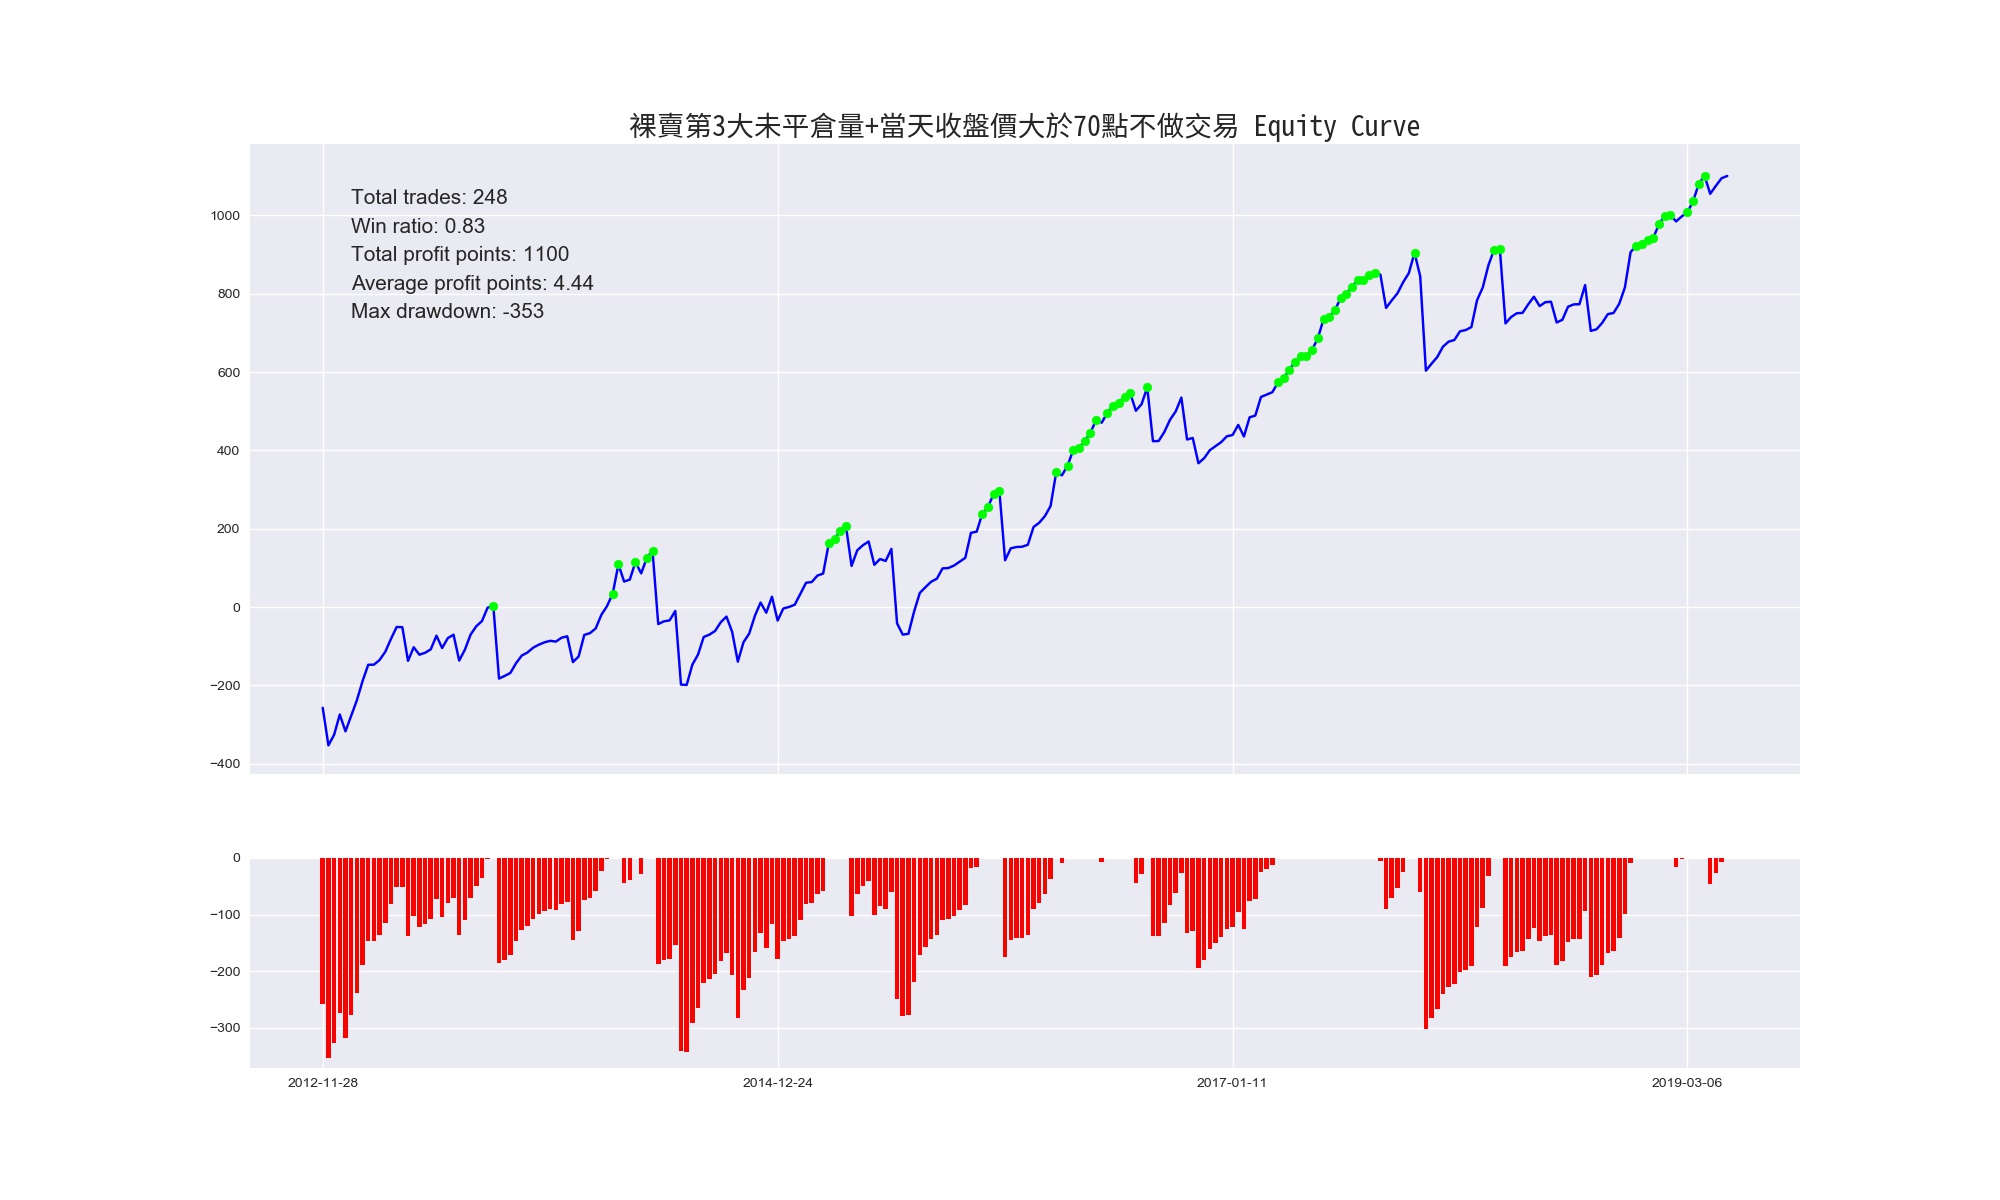 裸賣第3大未平倉量+當天收盤價大於70點不做交易 Equity Curve
Total trades: 248
Win ratio: 0.83
Total profit points: 1100
Average profit points: 4.44
Max drawdown: -353
1000
800
600
400
200
0
−200
−400
0
−100
−200
−300
2012-11-28
2014-12-24
2017-01-11
2019-03-06